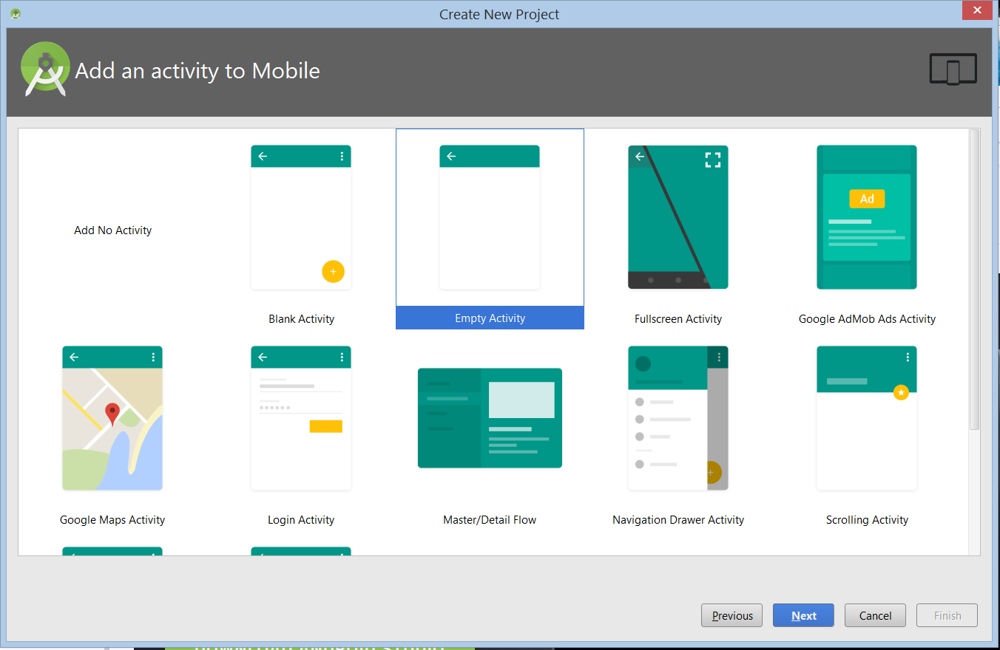 Create New Project
Add an activity to Mobile
Add No Activity
Blank Activity
Empty Activity
Fullscreen Activity
Ad
Google AdMob Ads Activity
Google Maps Activity
Login Activity
Master/Detail Flow
Navigation Drawer Activity
Scrolling Activity
Previous
Next
Cancel
Finish